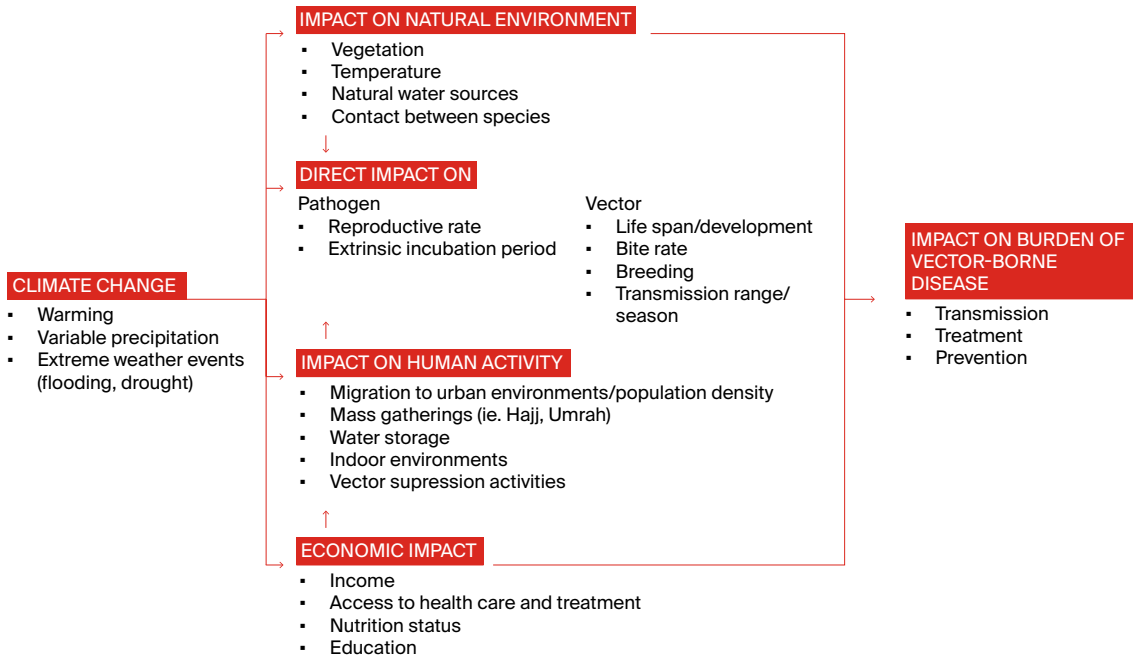 IMPACT ON NATURAL ENVIRONMENT
▪ Vegetation
▪ Temperature
▪ Natural water sources
▪ Contact between species
DIRECT IMPACT ON
Pathogen
▪ Reproductive rate
▪ Extrinsic incubation period
Vector
▪ Life span/development
▪ Bite rate
▪ Breeding
▪ Transmission range/
season
CLIMATE CHANGE
▪ Warming
▪ Variable precipitation
▪ Extreme weather events
(flooding, drought)
IMPACT ON HUMAN ACTIVITY
▪ Migration to urban environments/population density
▪ Mass gatherings (ie. Hajj, Umrah)
▪ Water storage
▪ Indoor environments
▪ Vector supression activities
ECONOMIC IMPACT
▪ Income
▪ Access to health care and treatment
▪ Nutrition status
▪ Education
IMPACT ON BURDEN OF
VECTOR-BORNE
DISEASE
▪ Transmission
▪ Treatment
▪ Prevention